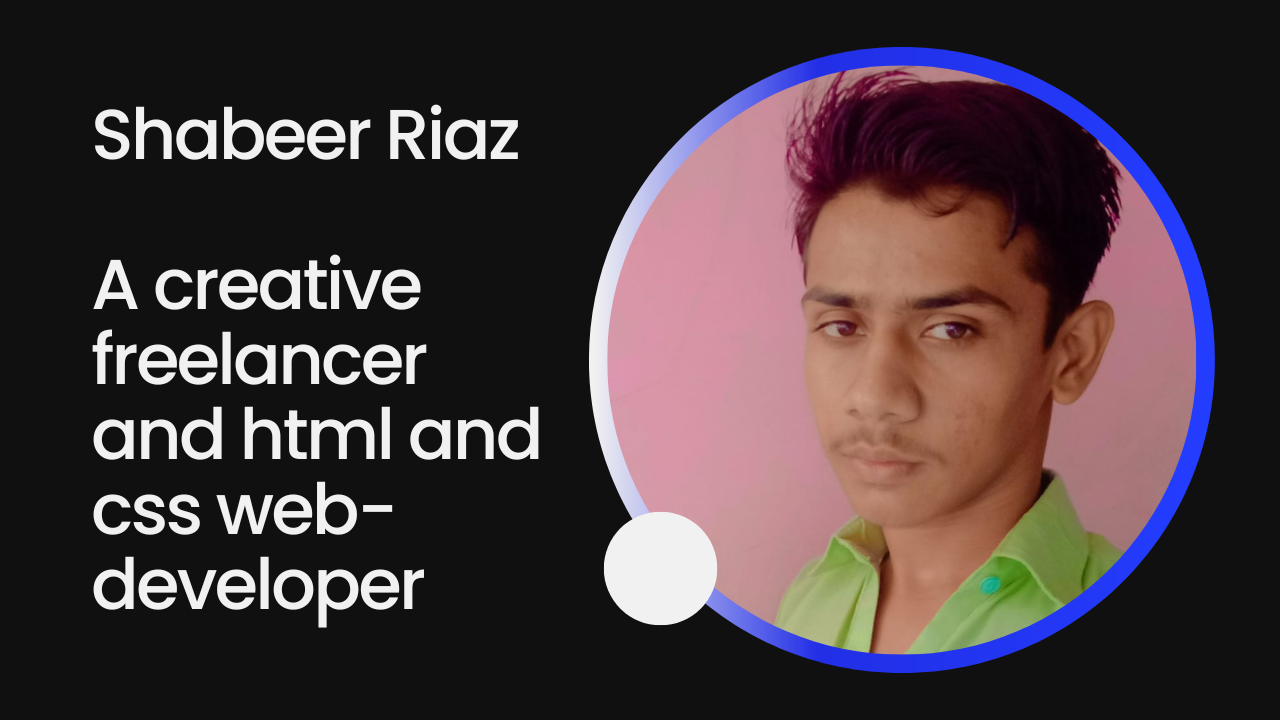 Shabeer Riaz
A creative
freelancer
and html and
css web-
developer